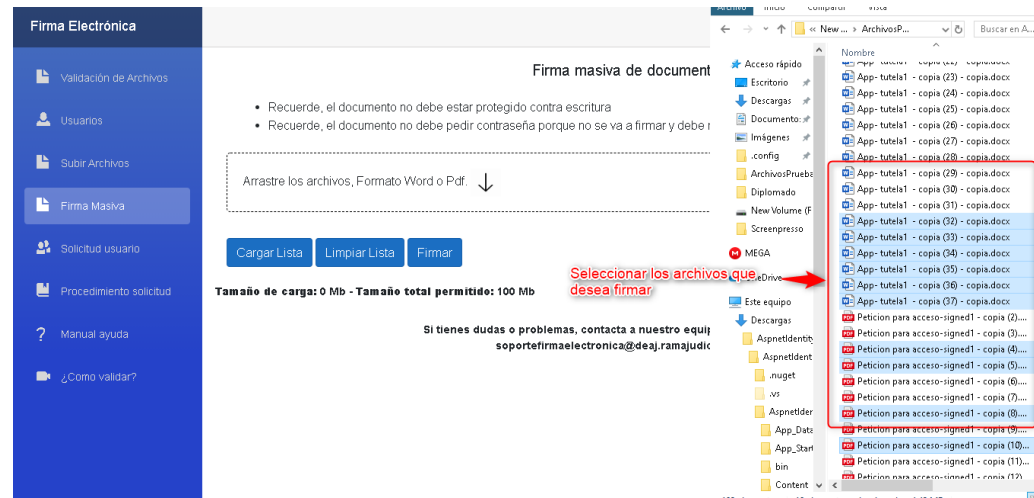 Firma Electrónica
Validación de Archivos
Usuarios
Subir Archivos
Firma Masiva
Solicitud usuario
Procedimiento solicitud
Manual ayuda
¿Como validar?
Firma masiva de document
• Recuerde, el documento no debe estar protegido contra escritura
• Recuerde, el documento no debe pedir contraseña porque no se va a firmar y debe r
Arrastre los archivos, Formato Word o Pdf.
Cargar Lista
Limpiar Lista
Firmar
Tamaño de carga: 0 Mb - Tamaño total permitido: 100 Mb
Si tienes dudas o problemas, contacta a nuestro equip
soportefirmaelectronica@deaj.ramajudic
Seleccionar los archivos que
desea firmar
Archivo Inicio Compartir Vista
« New ... > ArchivosP...
Buscar en A...
Acceso rápido
Escritorio
Descargas
Documento:
Imágenes
.config
ArchivosPrueba
Diplomado
New Volume (F
Screenpresso
MEGA
eDrive
Este equipo
Descargas
AspnetIdentity
AspnetIdent
.nuget
.vs
AspnetIder
App_Data
App_Start
bin
Content
Nombre
App- tutela1 - copia (22) - copia.docx
App- tutela1 - copia (23) - copia.docx
App- tutela1 - copia (24) - copia.docx
App- tutela1 - copia (25) - copia.docx
App- tutela1 - copia (26) - copia.docx
App- tutela1 - copia (27) - copia.docx
App- tutela1 - copia (28) - copia.docx
App- tutela1 - copia (29) - copia.docx
App- tutela1 - copia (30) - copia.docx
App- tutela1 - copia (31) - copia.docx
App- tutela1 - copia (32) - copia.docx
App- tutela1 - copia (33) - copia.docx
App- tutela1 - copia (34) - copia.docx
App- tutela1 - copia (35) - copia.docx
App- tutela1 - copia (36) - copia.docx
App- tutela1 - copia (37) - copia.docx
Peticion para acceso-signed1 - copia (2)....
Peticion para acceso-signed1 - copia (3)....
Peticion para acceso-signed1 - copia (4)....
Peticion para acceso-signed1 - copia (5)....
Peticion para acceso-signed1 - copia (6)....
Peticion para acceso-signed1 - copia (7)....
Peticion para acceso-signed1 - copia (8)....
Peticion para acceso-signed1 - copia (9)....
Peticion para acceso-signed1 - copia (10)...
Peticion para acceso-signed1 - copia (11)...
Peticion para acceso-signed1 - copia (12)...